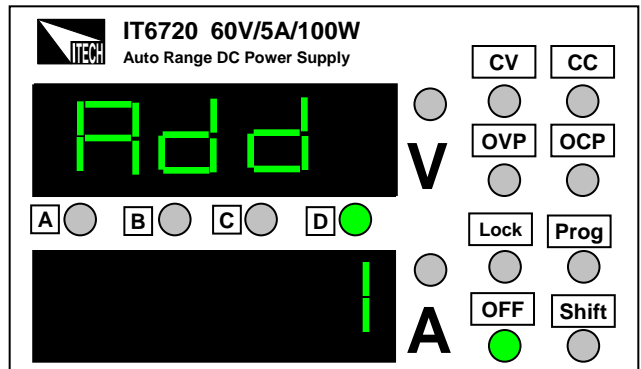 ITECH
IT6720 60V/5A/100W
Auto Range DC Power Supply
CV CC
Add
V
OVP OCP
A B C D
Lock Prog
1
A
OFF Shift